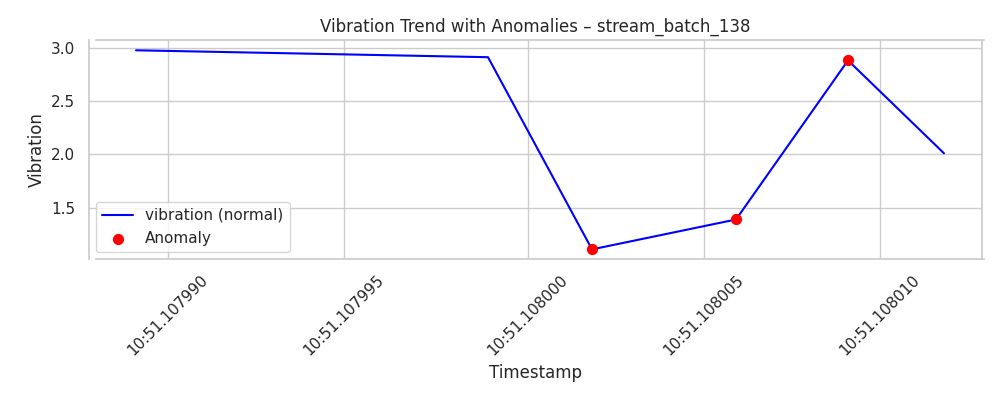 Vibration Trend with Anomalies – stream_batch_138
Vibration
3.0
2.5
2.0
1.5
vibration (normal)
Anomaly
10:51.107990
10:51.107995
10:51.108000
10:51.108005
10:51.108010
Timestamp